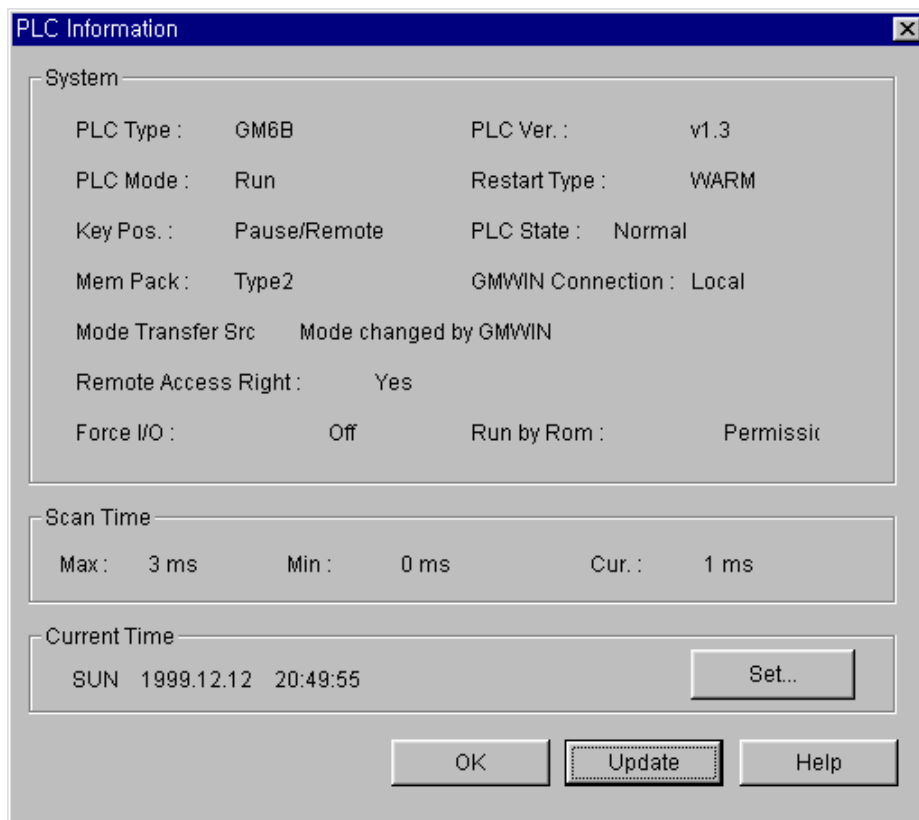 PLC Information
System
PLC Type : GM6B PLC Ver. : v1.3
PLC Mode : Run Restart Type : WARM
Key Pos. : Pause/Remote PLC State : Normal
Mem Pack : Type2 GMWIN Connection : Local
Mode Transfer Src Mode changed by GMWIN
Remote Access Right : Yes
Force I/O : Off Run by Rom : Permissic
Scan Time
Max : 3 ms Min : 0 ms Cur. : 1 ms
Current Time
SUN 1999.12.12 20:49:55 Set...
OK Update Help